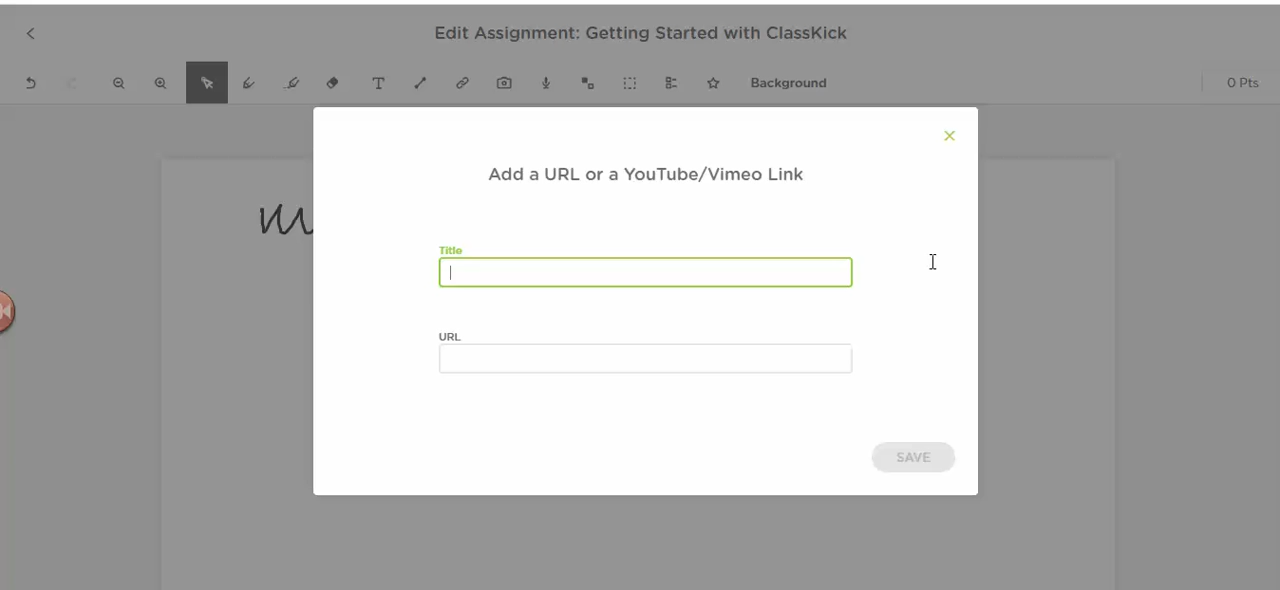 Edit Assignment: Getting Started with ClassKick
T Background 0 Pts
Add a URL or a YouTube/Vimeo Link
Title
URL
SAVE